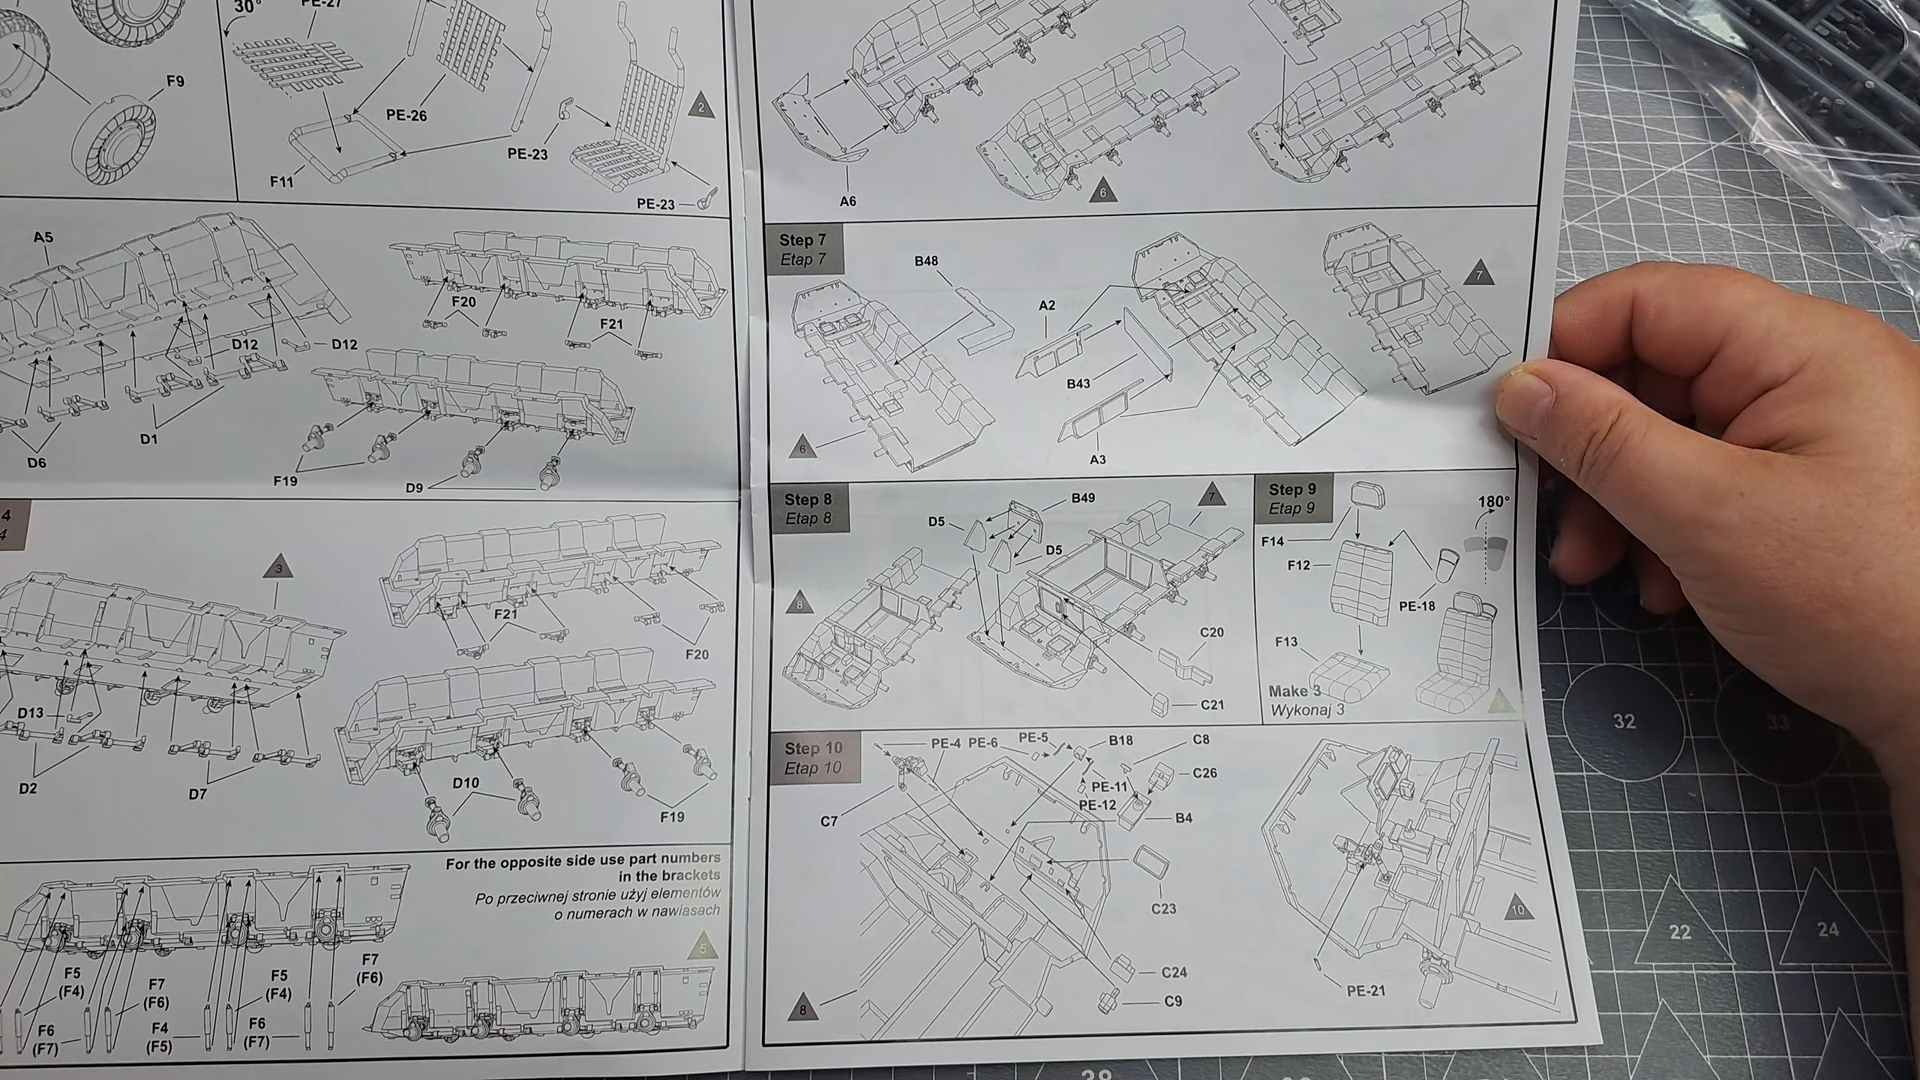 30°
PE-27
F9
PE-26
F11
PE-23
PE-23
2
A5
F20
F21
D12
D12
D1
D6
F19
D9
4
4
3
D13
D2
D7
F21
F20
D10
F19
For the opposite side use part numbers
in the brackets
Po przeciwnej stronie użyj elementów
o numerach w nawiasach
5
F5
(F4)
F7
(F6)
F5
(F4)
F7
(F6)
F6
(F7)
F4
(F5)
F6
(F7)
A6
6
Step 7
Etap 7
B48
A2
B43
A3
6
7
Step 8
Etap 8
B49
D5
D5
7
8
C20
C21
Step 9
Etap 9
180°
F14
F12
PE-18
F13
Make 3
Wykonaj 3
Step 10
Etap 10
PE-4
PE-6
PE-5
B18
C8
C26
PE-11
PE-12
B4
C7
C23
C24
C9
8
10
PE-21
32
33
22
24
38